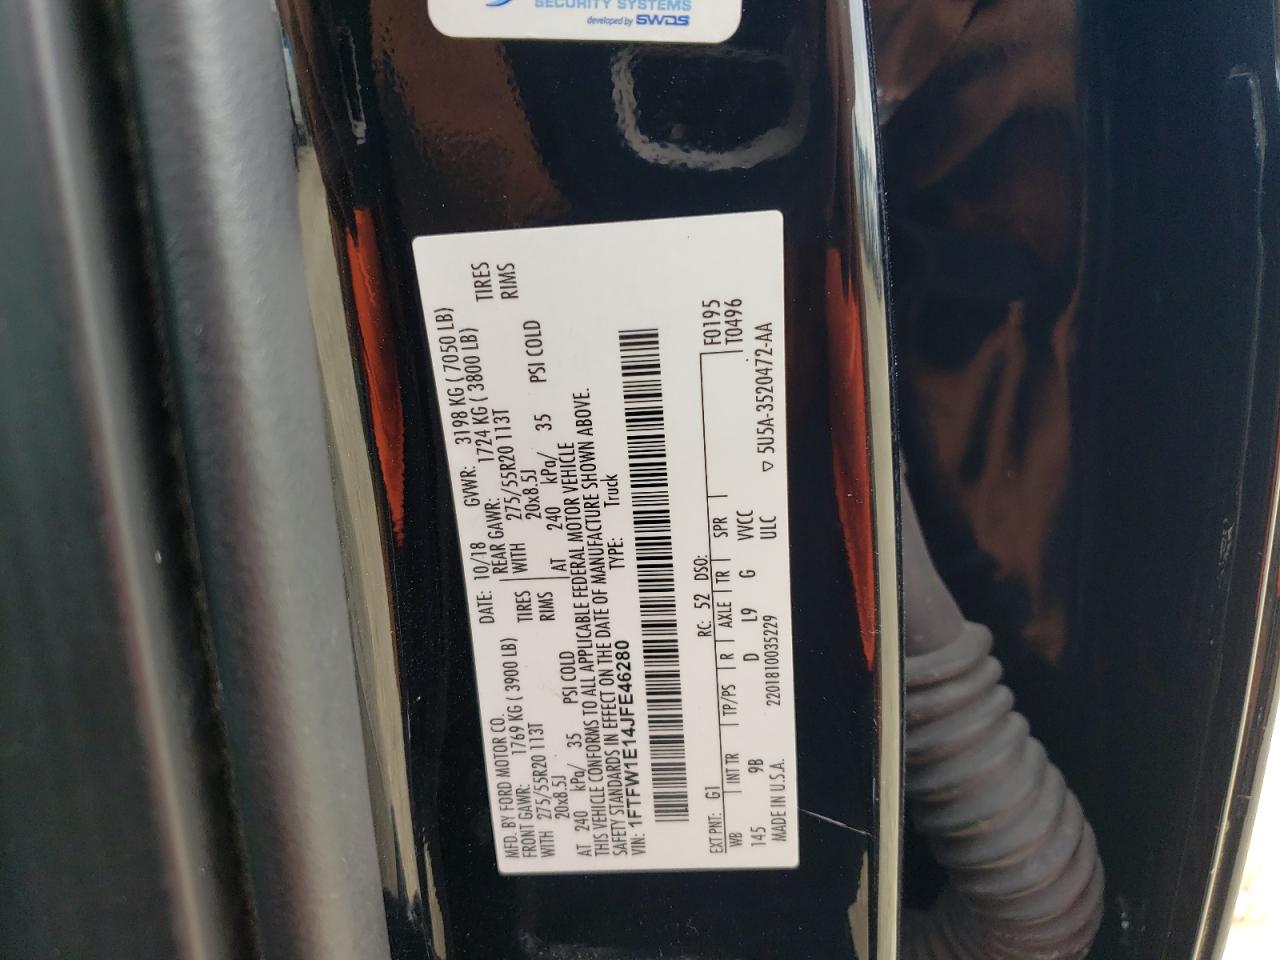 SECURITY SYSTEMS
developed by SWDS
MFD. BY FORD MOTOR CO. DATE: 10/18 GVWR: 3198 KG ( 7050 LB)
FRONT GAWR: 1769 KG ( 3900 LB) REAR GAWR: 1724 KG ( 3800 LB)
WITH 275/55R20 113T TIRES WITH 275/55R20 113T TIRES
20x8.5J RIMS 20x8.5J RIMS
AT 240 kPa/ 35 PSI COLD AT 240 kPa/ 35 PSI COLD
THIS VEHICLE CONFORMS TO ALL APPLICABLE FEDERAL MOTOR VEHICLE
SAFETY STANDARDS IN EFFECT ON THE DATE OF MANUFACTURE SHOWN ABOVE.
VIN: 1FTFW1E14JFE46280 TYPE: Truck
EXT PNT: G1 RC: 52 DSO: F0195
WB INT TR TP/PS R AXLE TR SPR T0496
145 9B D L9 G VVCC
MADE IN U.S.A. 2201810035229 ULC ▽ 5U5A-3520472-AA